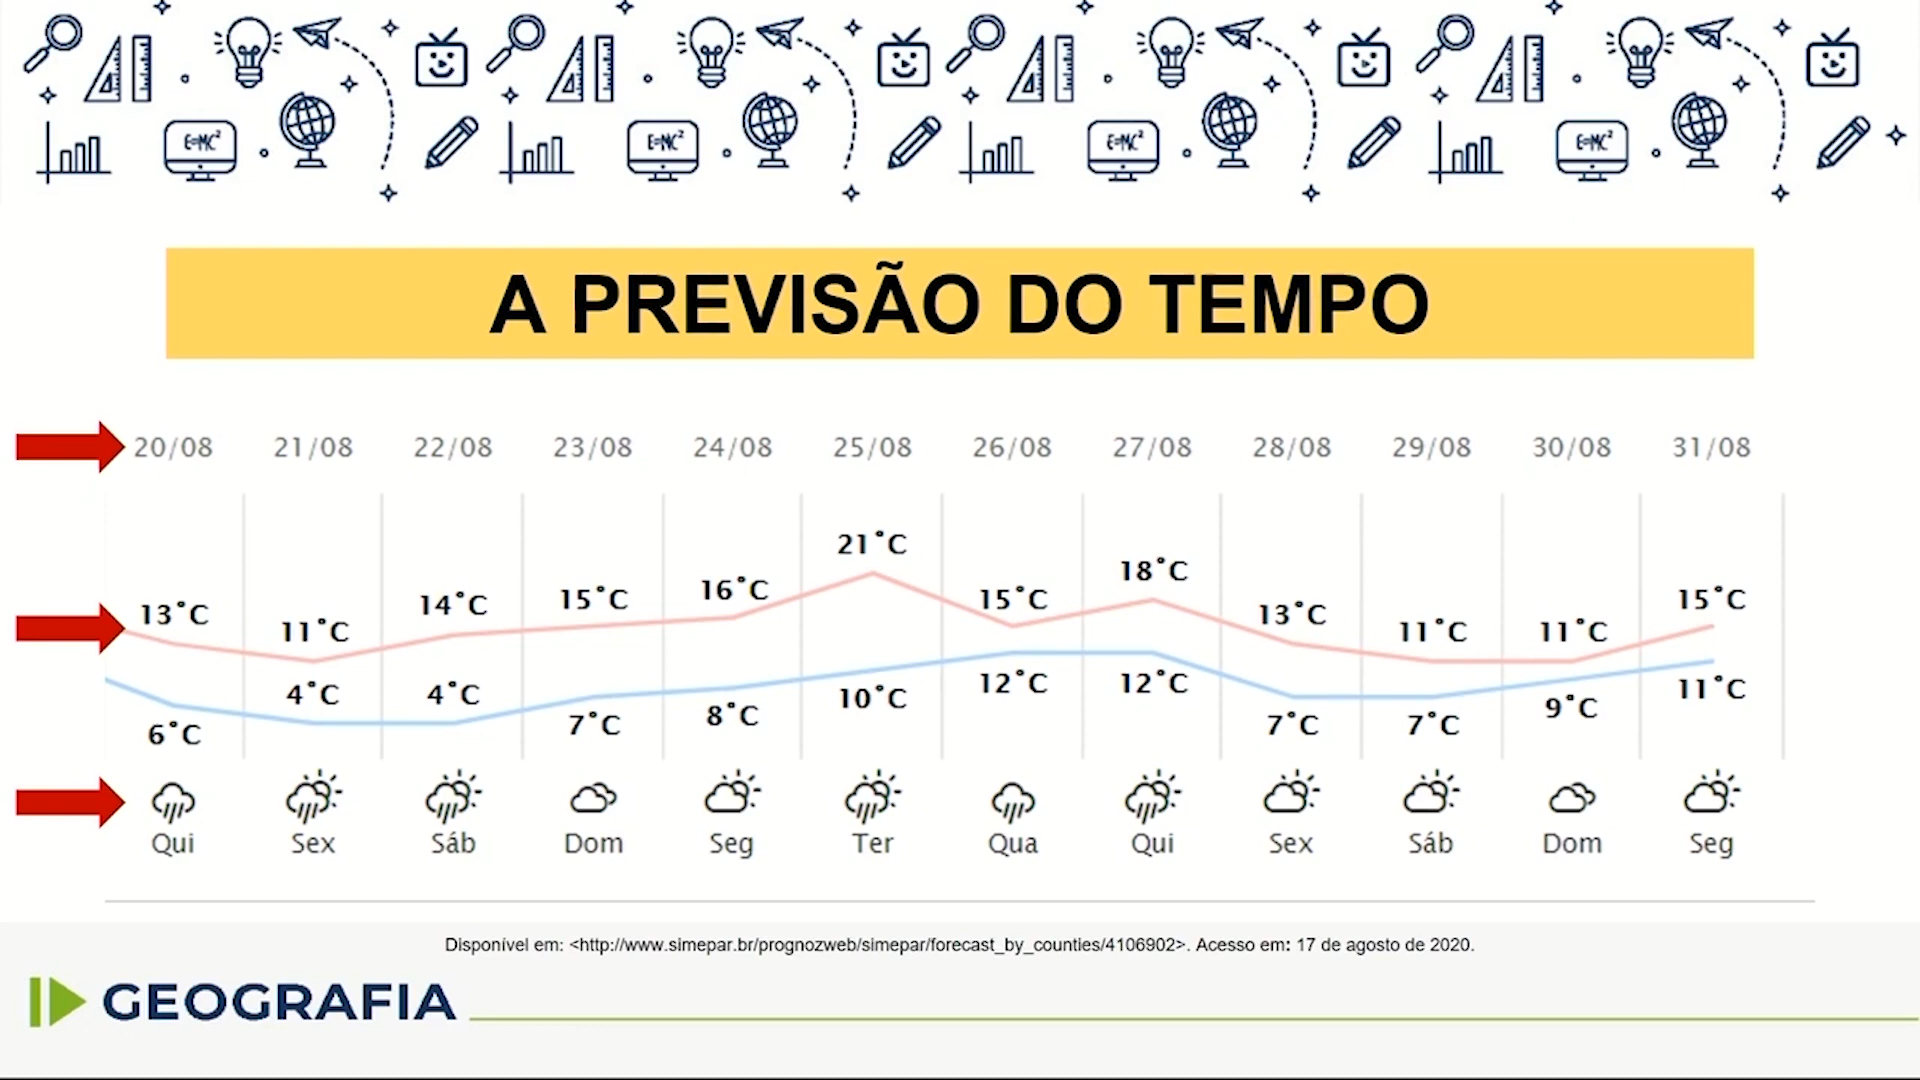 E=MC² E=MC² E=MC² E=MC²
A PREVISÃO DO TEMPO
20/08 21/08 22/08 23/08 24/08 25/08 26/08 27/08 28/08 29/08 30/08 31/08
13°C 11°C 14°C 15°C 16°C 21°C 15°C 18°C 13°C 11°C 11°C 15°C
6°C 4°C 4°C 7°C 8°C 10°C 12°C 12°C 7°C 7°C 9°C 11°C
Qui Sex Sáb Dom Seg Ter Qua Qui Sex Sáb Dom Seg
Disponível em: <http://www.simepar.br/prognozweb/simepar/forecast_by_counties/4106902>. Acesso em: 17 de agosto de 2020.
GEOGRAFIA